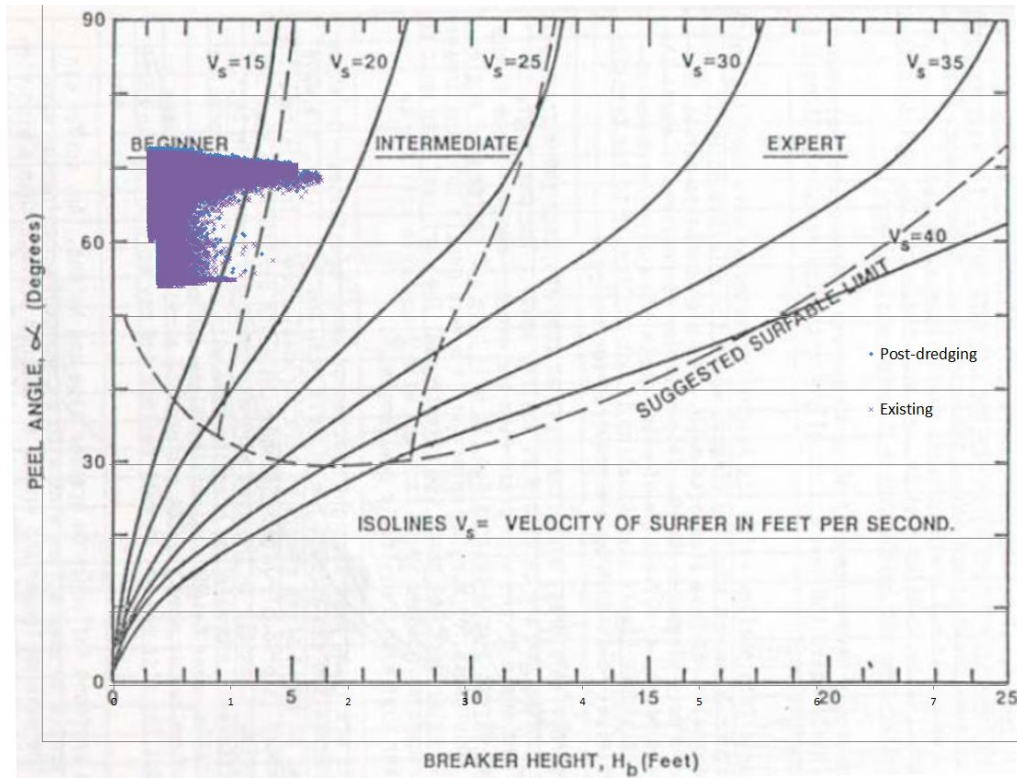 90
V_s=15
V_s=20
V_s=25
V_s=30
V_s=35
BEGINNER
INTERMEDIATE
EXPERT
60
V_s=40
SUGGESTED SURFABLE LIMIT
Post-dredging
Existing
PEEL ANGLE, ∝ (Degrees)
30
ISOLINES V_s= VELOCITY OF SURFER IN FEET PER SECOND.
0
0 1 5 2 3 10 4 15 5 6 20 7 25
BREAKER HEIGHT, H_b (Feet)